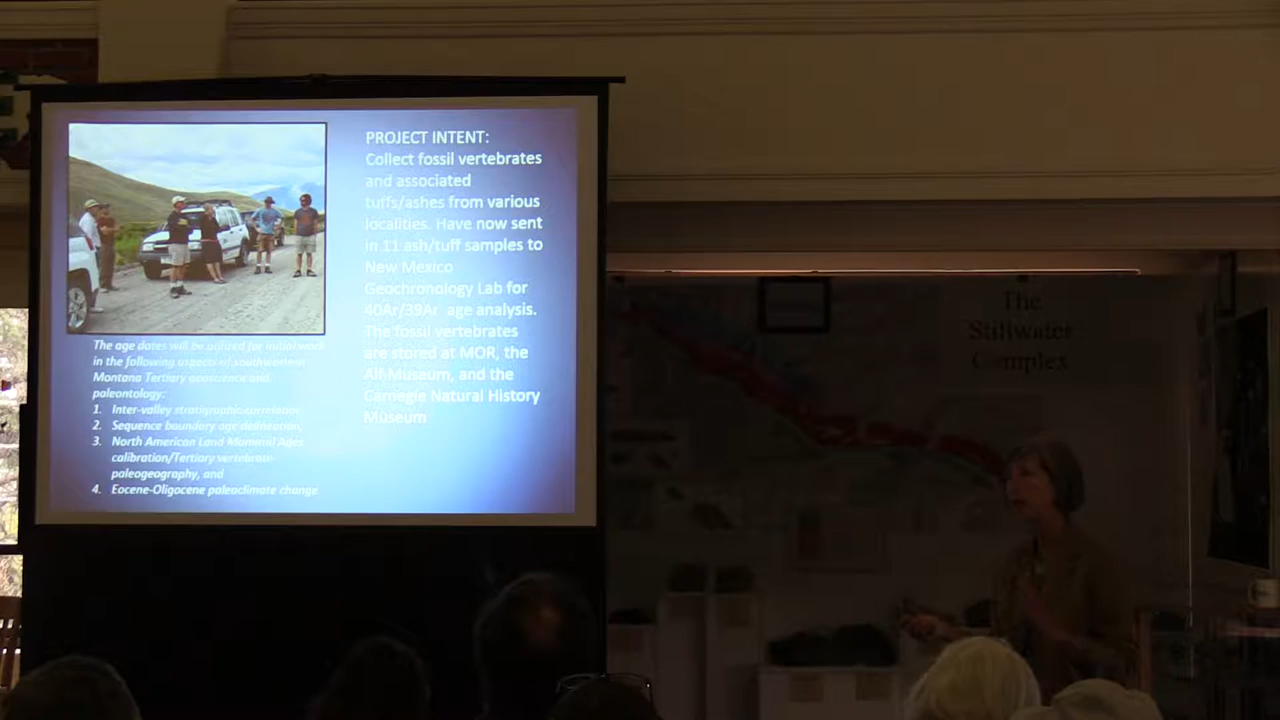 PROJECT INTENT:
Collect fossil vertebrates
and associated
tuffs/ashes from various
localities. Have now sent
in 11 ash/tuff samples to
New Mexico
Geochronology Lab for
40Ar/39Ar age analysis.
The fossil vertebrates
are stored at MOR, the
Alf Museum, and the
Carnegie Natural History
Museum
The age dates will be utilized for initial work
in the following aspects of southwestern
Montana Tertiary geoscience and
paleontology:
1. Inter-valley stratigraphic correlation,
2. Sequence boundary age delineation,
3. North American Land Mammal Ages
calibration/Tertiary vertebrate
paleogeography, and
4. Eocene-Oligocene paleoclimate change
The
Stillwater
Complex